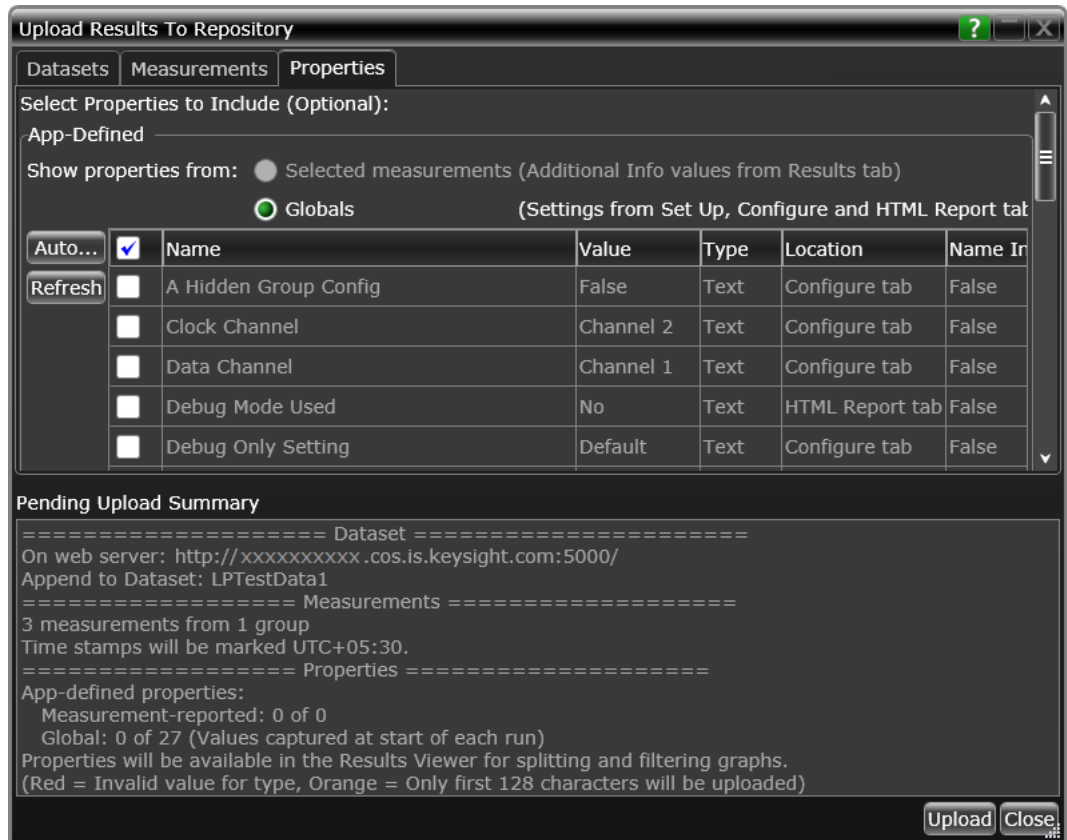 Upload Results To Repository
?
X
Datasets
Measurements
Properties
Select Properties to Include (Optional):
App-Defined
Show properties from:
Selected measurements (Additional Info values from Results tab)
Globals
(Settings from Set Up, Configure and HTML Report tab
Auto...
Name Value Type Location Name In
Refresh
A Hidden Group Config False Text Configure tab False
Clock Channel Channel 2 Text Configure tab False
Data Channel Channel 1 Text Configure tab False
Debug Mode Used No Text HTML Report tab False
Debug Only Setting Default Text Configure tab False
Pending Upload Summary
==================== Dataset ======================
On web server: http://xxxxxxxxxx.cos.is.keysight.com:5000/
Append to Dataset: LPTestData1
================== Measurements ===================
3 measurements from 1 group
Time stamps will be marked UTC+05:30.
================== Properties ====================
App-defined properties:
Measurement-reported: 0 of 0
Global: 0 of 27 (Values captured at start of each run)
Properties will be available in the Results Viewer for splitting and filtering graphs.
(Red = Invalid value for type, Orange = Only first 128 characters will be uploaded)
Upload
Close